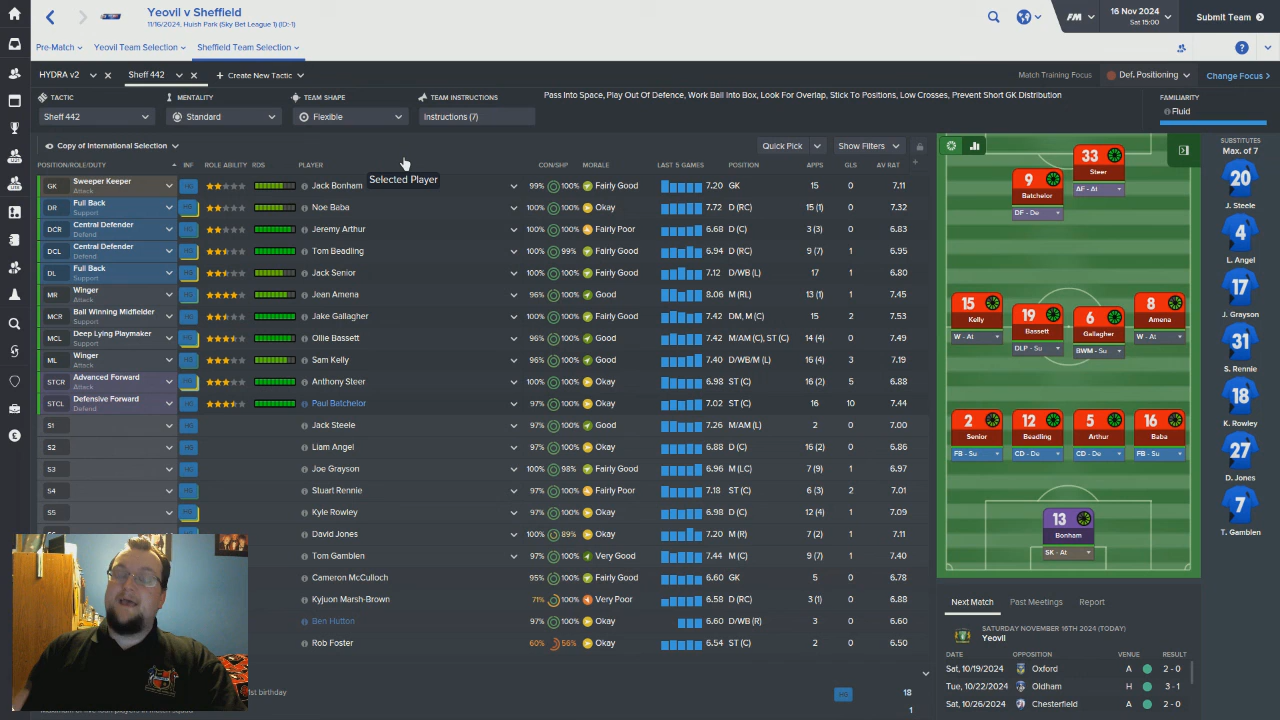 Yeovil v Sheffield
11/16/2024, Huish Park (Sky Bet League 1) (D:-1)
FM
16 Nov 2024
Sat 15:00
Submit Team
Pre-Match Yeovil Team Selection Sheffield Team Selection
HYDRA v2 Sheff 442 + Create New Tactic Match Training Focus Def. Positioning Change Focus >
TACTIC MENTALITY TEAM SHAPE TEAM INSTRUCTIONS Pass Into Space, Play Out Of Defence, Work Ball Into Box, Look For Overlap, Stick To Positions, Low Crosses, Prevent Short GK Distribution FAMILIARITY
Sheff 442 Standard Flexible Instructions (7) Fluid
Copy of International Selection Quick Pick Show Filters
POSITION/ROLE/DUTY INF ROLE ABILITY RDS PLAYER CON/SHP MORALE LAST 5 GAMES POSITION APPS GLS AV RAT
Selected Player
GK Sweeper Keeper Attack HG Jack Bonham 99% 100% Fairly Good 7.20 GK 15 0 7.11
DR Full Back Support HG Noe Baba 100% 100% Okay 7.72 D (RC) 15 (1) 0 7.32
DCR Central Defender Defend HG Jeremy Arthur 100% 100% Fairly Poor 6.68 D (C) 3 (3) 0 6.83
DCL Central Defender Defend HG Tom Beadling 100% 99% Fairly Good 6.94 D (RC) 9 (7) 1 6.95
DL Full Back Support HG Jack Senior 100% 100% Fairly Good 7.12 D/WB (L) 17 1 6.80
MR Winger Attack HG Jean Amena 96% 100% Good 8.06 M (RL) 13 (1) 1 7.45
MCR Ball Winning Midfielder Support HG Jake Gallagher 96% 100% Fairly Good 7.42 DM, M (C) 15 2 7.53
MCL Deep Lying Playmaker Support HG Ollie Bassett 96% 100% Good 7.42 M/AM (C), ST (C) 14 (4) 0 7.49
ML Winger Attack HG Sam Kelly 96% 100% Good 7.40 D/WB/M (L) 16 (4) 3 7.19
STCR Advanced Forward Attack HG Anthony Steer 96% 100% Okay 6.98 ST (C) 16 (2) 5 6.88
STCL Defensive Forward Defend HG Paul Batchelor 97% 100% Okay 7.02 ST (C) 16 10 7.44
S1 HG Jack Steele 97% 100% Good 7.26 M/AM (L) 2 0 7.00
S2 HG Liam Angel 97% 100% Okay 6.88 D (C) 16 (2) 0 6.86
S3 HG Joe Grayson 100% 98% Fairly Good 6.96 M (LC) 7 (9) 1 6.97
S4 HG Stuart Rennie 100% 100% Fairly Poor 7.18 ST (C) 6 (3) 2 7.01
S5 HG Kyle Rowley 97% 100% Okay 6.98 D (C) 12 (4) 0 7.09
David Jones 100% 89% Okay 7.20 M (R) 7 (2) 0 7.11
Tom Gamblen 97% 100% Very Good 7.44 M (C) 9 (7) 1 7.40
Cameron McCulloch 95% 100% Fairly Good 6.60 GK 5 0 6.78
Kyjuon Marsh-Brown 71% 100% Very Poor 6.58 D (RC) 3 (1) 0 6.88
Ben Hutton 97% 100% Okay 6.60 D/WB (R) 3 0 6.60
Rob Foster 60% 56% Okay 6.54 ST (C) 2 0 6.50
1st birthday HG 18
1
33 Steer AF - At
9 Batchelor DF - De
15 Kelly W - At
19 Bassett DLP - Su
6 Gallagher BWM - Su
8 Amena W - At
2 Senior FB - Su
12 Beadling CD - De
5 Arthur CD - De
16 Baba FB - Su
13 Bonham SK - At
SUBSTITUTES
Max. of 7
20
J. Steele
4
L. Angel
17
J. Grayson
31
S. Rennie
18
K. Rowley
27
D. Jones
7
T. Gamblen
Next Match Past Meetings Report
SATURDAY NOVEMBER 16TH 2024 (TODAY)
Yeovil
DATE OPPOSITION VENUE RESULT
Sat, 10/19/2024 Oxford A 2 - 0
Tue, 10/22/2024 Oldham H 3 - 1
Sat, 10/26/2024 Chesterfield A 2 - 0